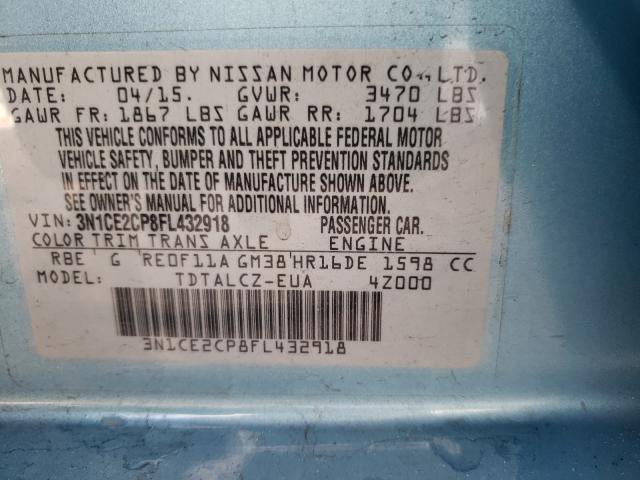 MANUFACTURED BY NISSAN MOTOR CO., LTD.
DATE: 04/15. GVWR: 3470 LBS
GAWR FR: 1867 LBS GAWR RR: 1704 LBS
THIS VEHICLE CONFORMS TO ALL APPLICABLE FEDERAL MOTOR
VEHICLE SAFETY, BUMPER AND THEFT PREVENTION STANDARDS
IN EFFECT ON THE DATE OF MANUFACTURE SHOWN ABOVE.
SEE OWNER'S MANUAL FOR ADDITIONAL INFORMATION.
VIN: 3N1CE2CP8FL432918 PASSENGER CAR.
COLOR TRIM TRANS AXLE ENGINE
RBE G RE0F11A GM38 HR16DE 1598 CC
MODEL: TDTALCZ-EUA 4Z000
3N1CE2CP8FL432918